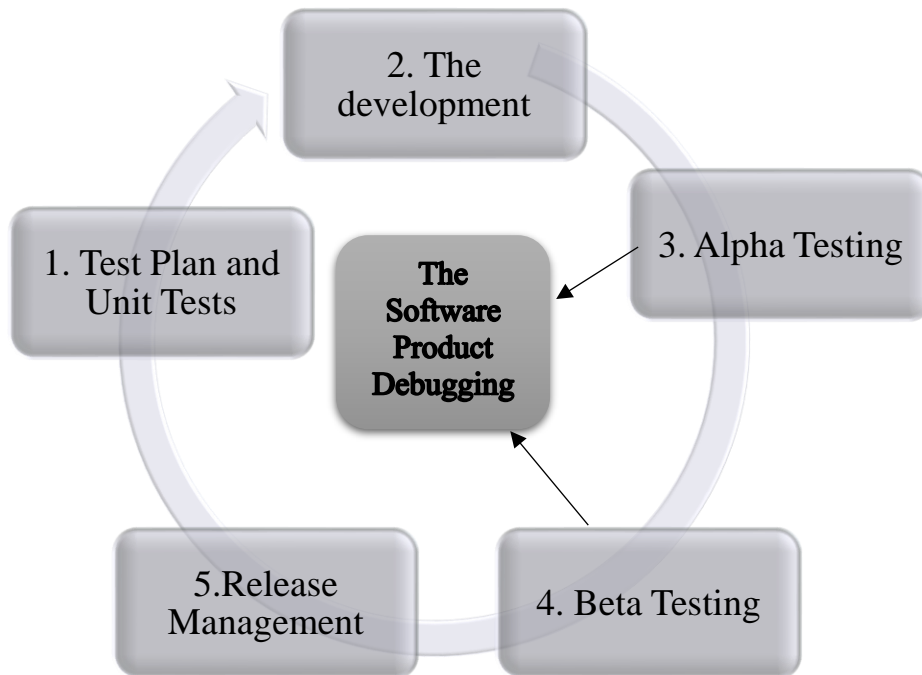 2. The
development
3. Alpha Testing
1. Test Plan and
Unit Tests
The
Software
Product
Debugging
5.Release
Management
4. Beta Testing